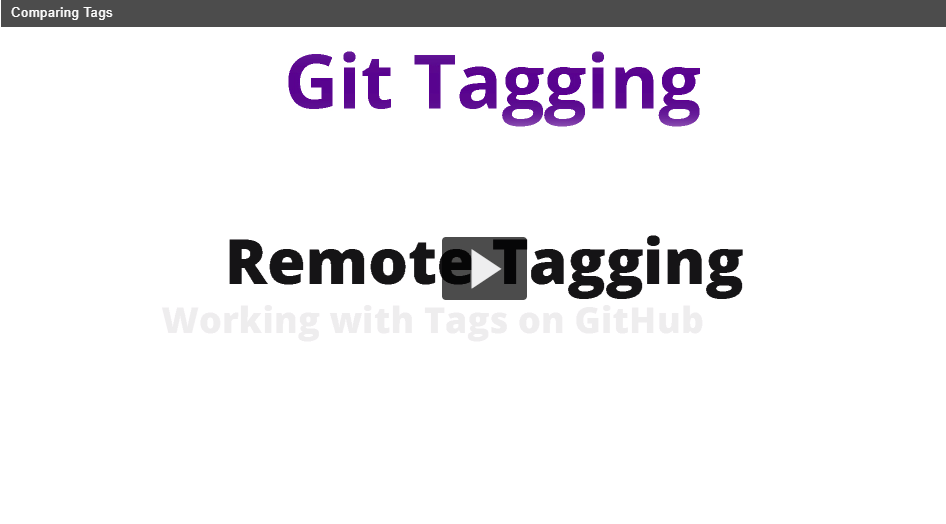 Comparing Tags
Git Tagging
Remote Tagging
Working with Tags on GitHub